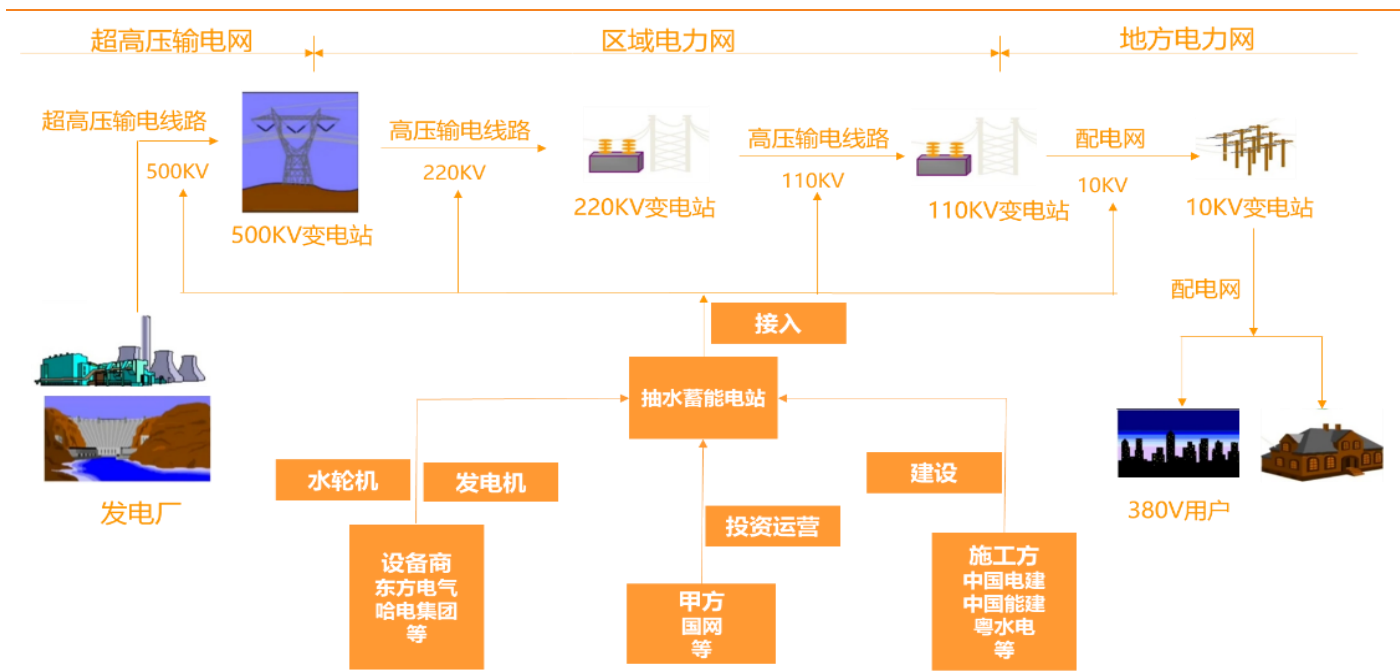 超高压输电网
区域电力网
地方电力网
超高压输电线路
500KV
500KV变电站
高压输电线路
220KV
220KV变电站
高压输电线路
110KV
110KV变电站
配电网
10KV
10KV变电站
配电网
接入
抽水蓄能电站
发电厂
水轮机
发电机
投资运营
建设
380V用户
设备商
东方电气
哈电集团
等
甲方
国网
等
施工方
中国电建
中国能建
粤水电
等